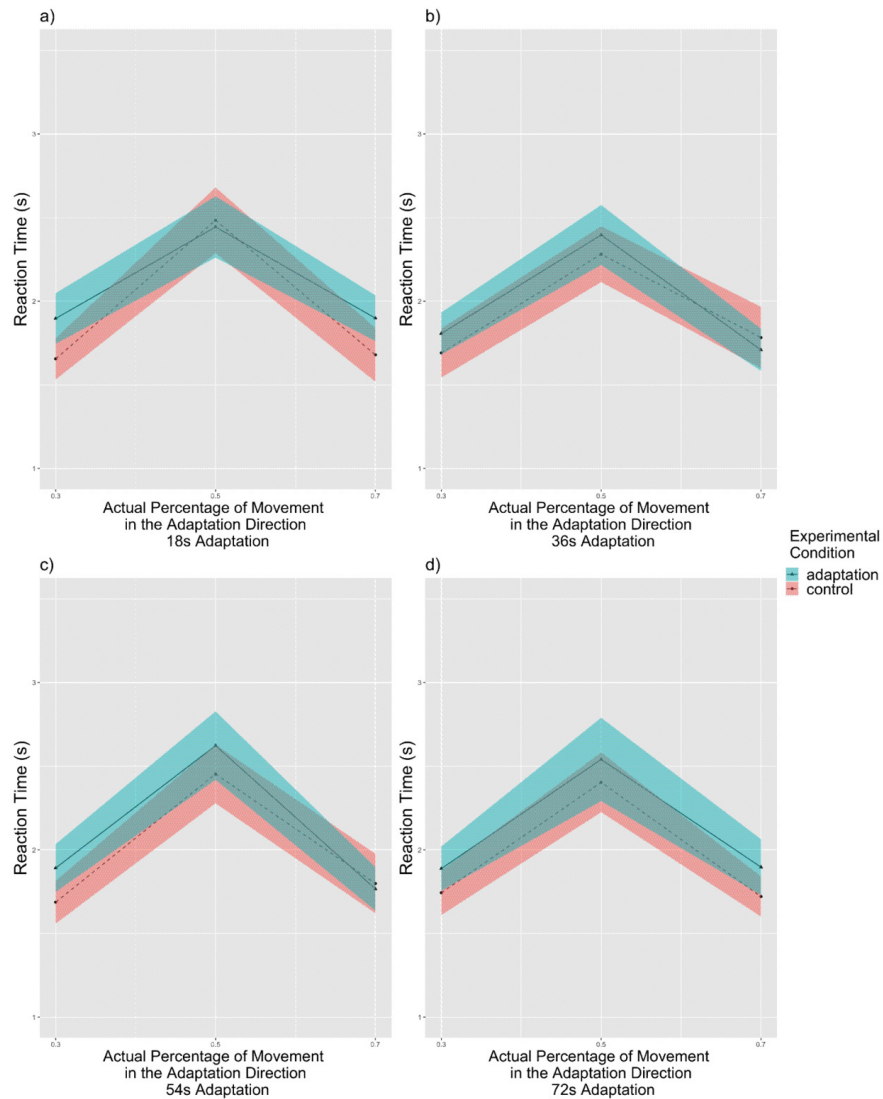 a)
3
2
1
Reaction Time (s)
0.3
0.5
0.7
Actual Percentage of Movement
in the Adaptation Direction
18s Adaptation
b)
3
2
1
Reaction Time (s)
0.3
0.5
0.7
Actual Percentage of Movement
in the Adaptation Direction
36s Adaptation
Experimental
Condition
adaptation
control
c)
3
2
1
Reaction Time (s)
0.3
0.5
0.7
Actual Percentage of Movement
in the Adaptation Direction
54s Adaptation
d)
3
2
1
Reaction Time (s)
0.3
0.5
0.7
Actual Percentage of Movement
in the Adaptation Direction
72s Adaptation